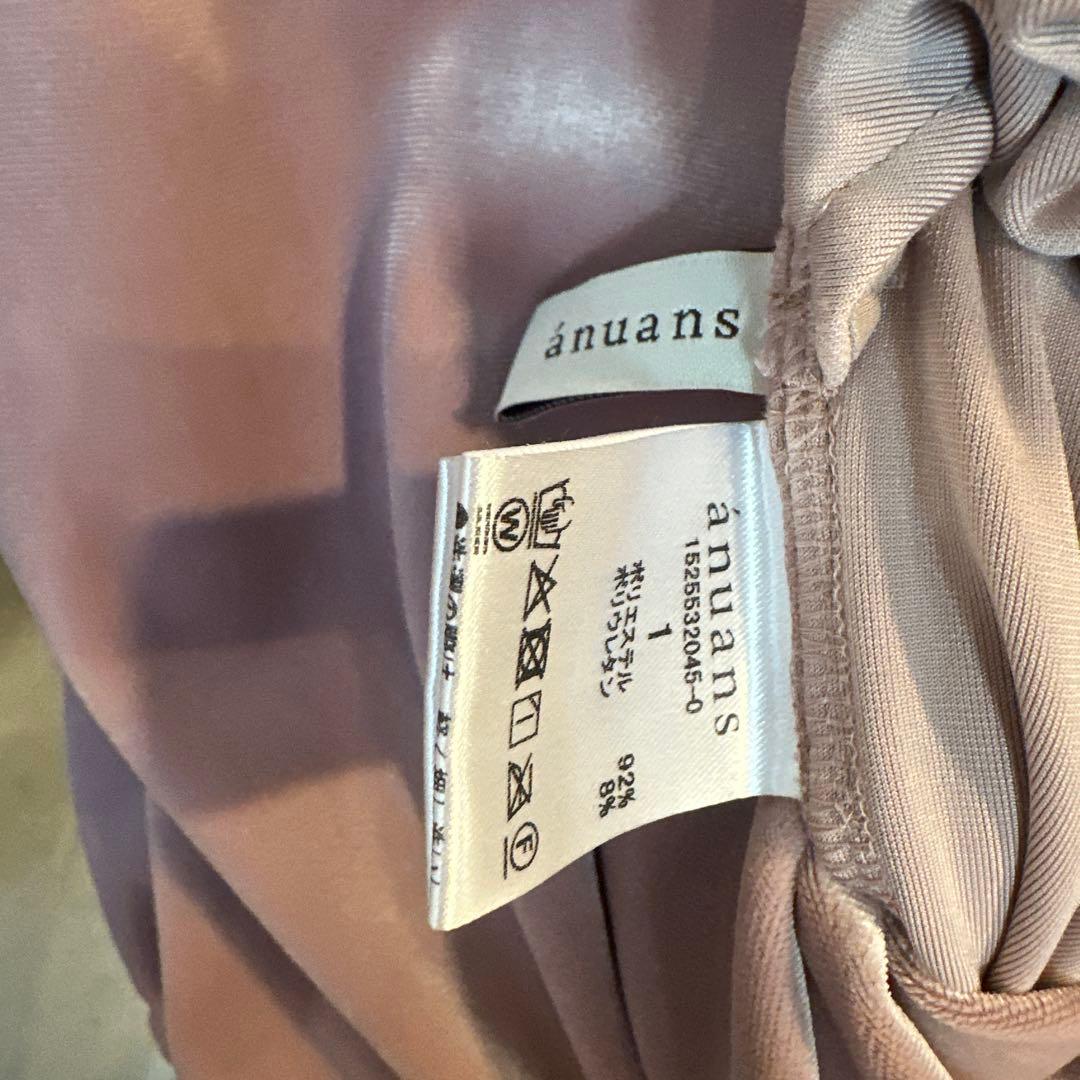 ánuans
ánuans
1525532045-0
1
ポリエステル 92%
ポリウレタン 8%
W
F